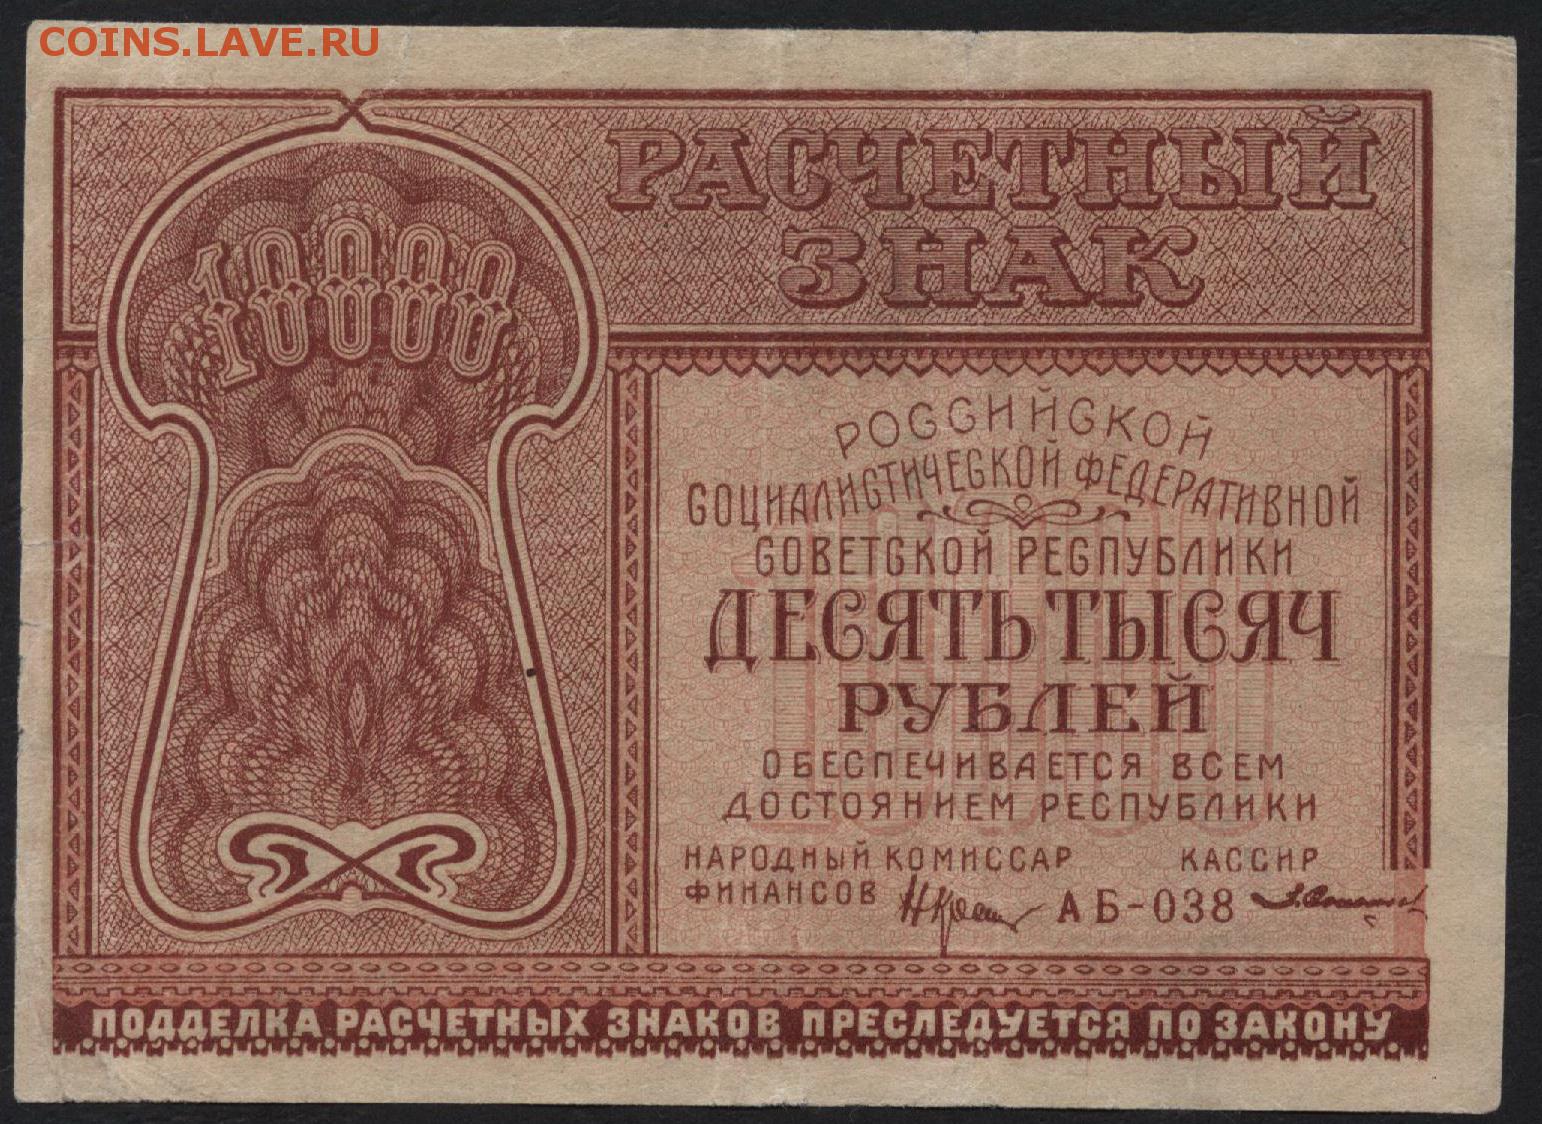 COINS.LAVE.RU
РАСЧЕТНЫЙ
ЗНАК
10000
РОССИЙСКОЙ
СОЦИАЛИСТИЧЕСКОЙ ФЕДЕРАТИВНОЙ
СОВЕТСКОЙ РЕСПУБЛИКИ
ДЕСЯТЬ ТЫСЯЧ
РУБЛЕЙ
ОБЕСПЕЧИВАЕТСЯ ВСЕМ
ДОСТОЯНИЕМ РЕСПУБЛИКИ
НАРОДНЫЙ КОМИССАР КАССИР
ФИНАНСОВ АБ-038
ПОДДЕЛКА РАСЧЕТНЫХ ЗНАКОВ ПРЕСЛЕДУЕТСЯ ПО ЗАКОНУ